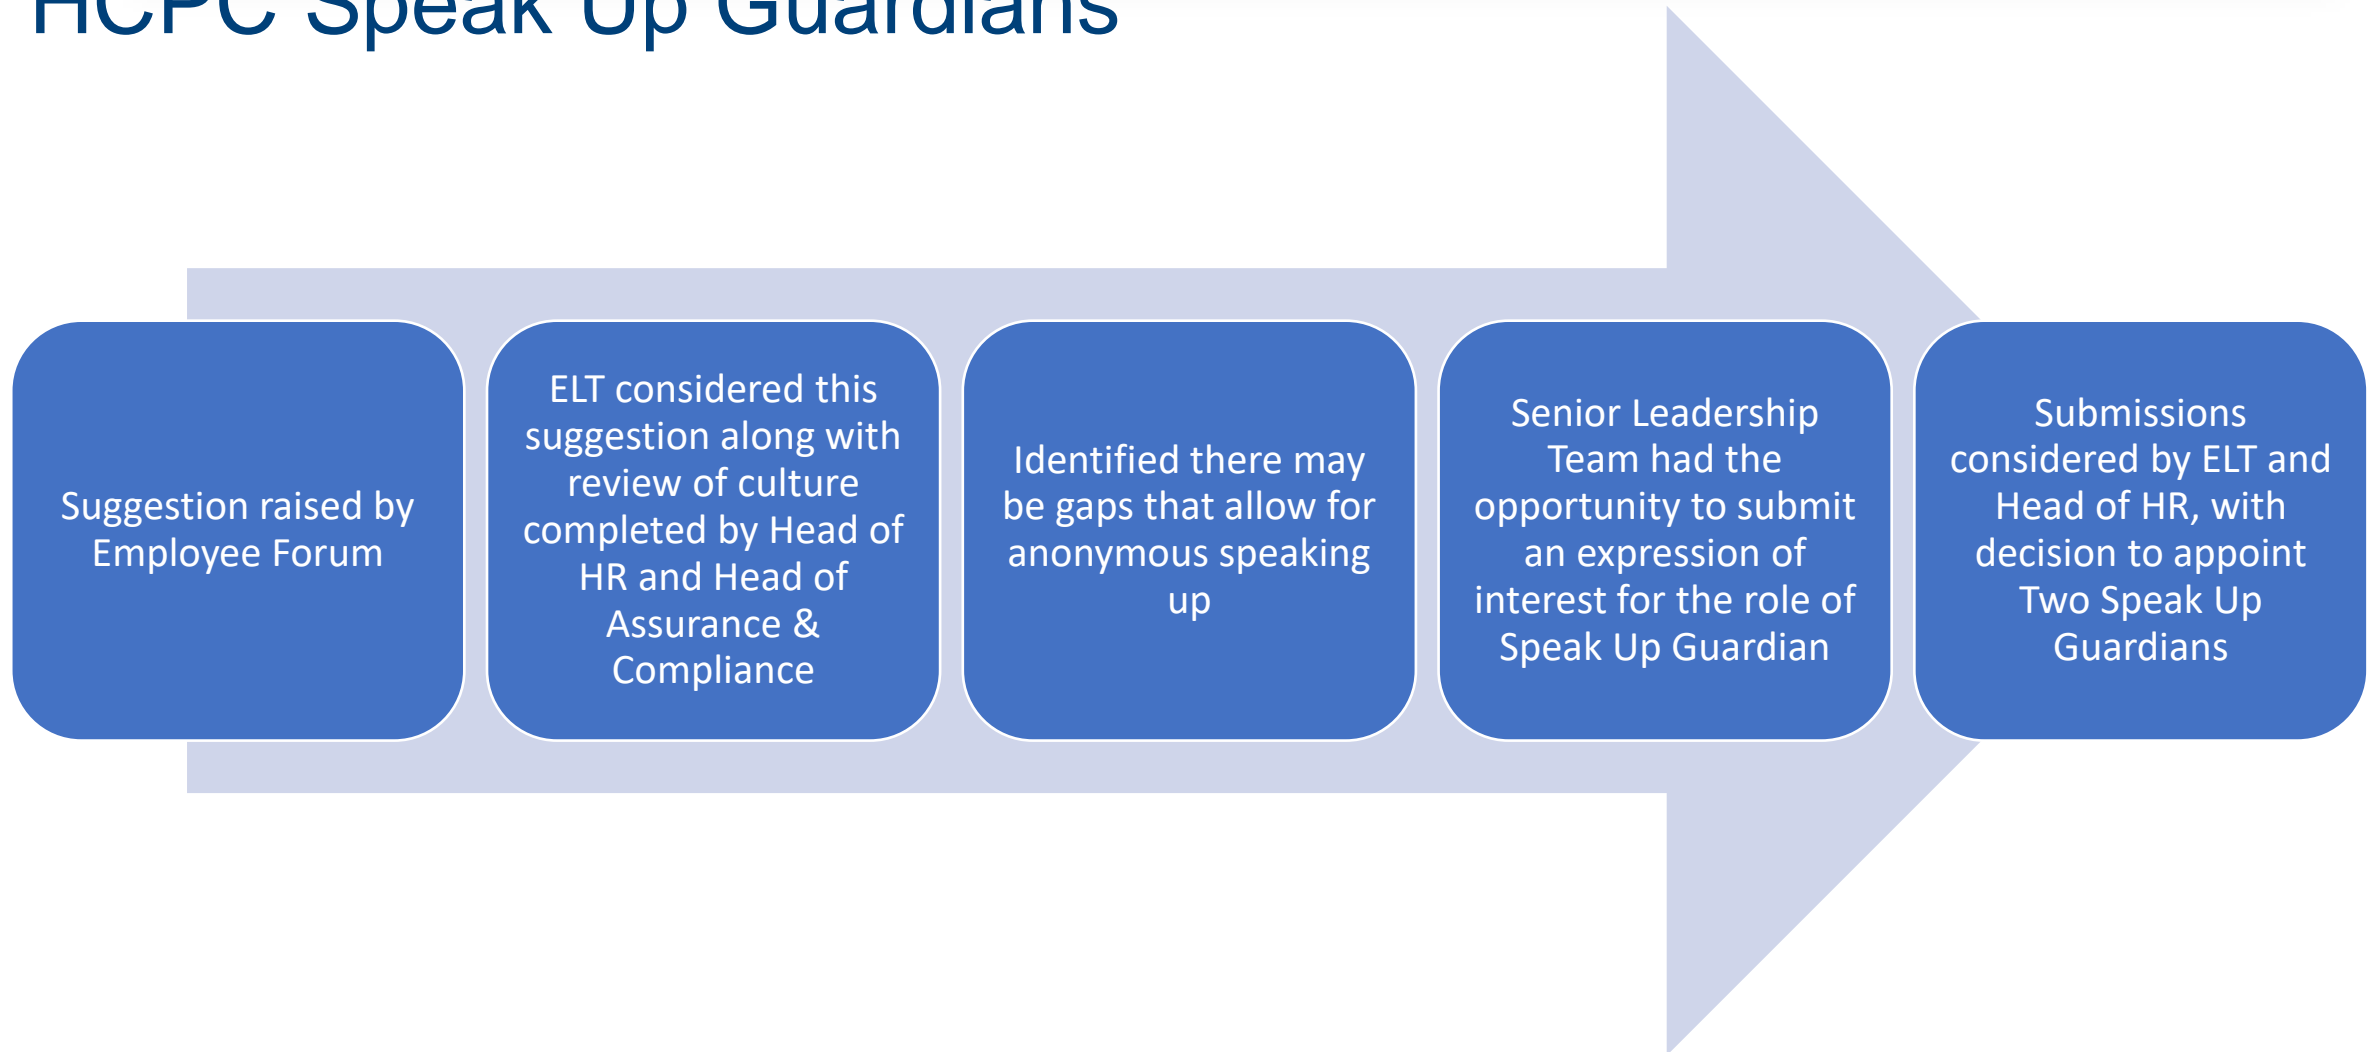 HCPC Speak Up Guardians
Suggestion raised by
Employee Forum
ELT considered this
suggestion along with
review of culture
completed by Head of
HR and Head of
Assurance &
Compliance
Identified there may
be gaps that allow for
anonymous speaking
up
Senior Leadership
Team had the
opportunity to submit
an expression of
interest for the role of
Speak Up Guardian
Submissions
considered by ELT and
Head of HR, with
decision to appoint
Two Speak Up
Guardians